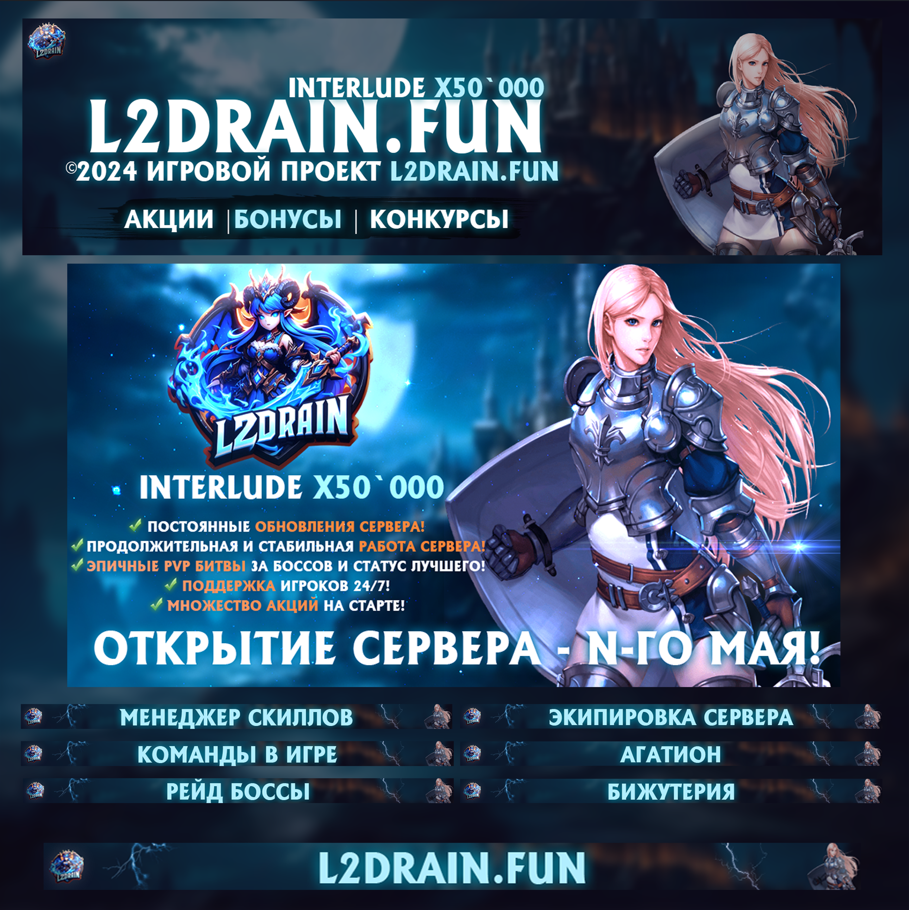 L2DRAIN
INTERLUDE X50`000
L2DRAIN.FUN
©2024 ИГРОВОЙ ПРОЕКТ L2DRAIN.FUN
АКЦИИ |БОНУСЫ | КОНКУРСЫ
L2DRAIN
INTERLUDE X50`000
ПОСТОЯННЫЕ ОБНОВЛЕНИЯ СЕРВЕРА!
ПРОДОЛЖИТЕЛЬНАЯ И СТАБИЛЬНАЯ РАБОТА СЕРВЕРА!
ЭПИЧНЫЕ PVP БИТВЫ ЗА БОССОВ И СТАТУС ЛУЧШЕГО!
ПОДДЕРЖКА ИГРОКОВ 24/7!
МНОЖЕСТВО АКЦИЙ НА СТАРТЕ!
ОТКРЫТИЕ СЕРВЕРА - N-ГО МАЯ!
МЕНЕДЖЕР СКИЛЛОВ
ЭКИПИРОВКА СЕРВЕРА
КОМАНДЫ В ИГРЕ
АГАТИОН
РЕЙД БОССЫ
БИЖУТЕРИЯ
L2DRAIN
L2DRAIN.FUN